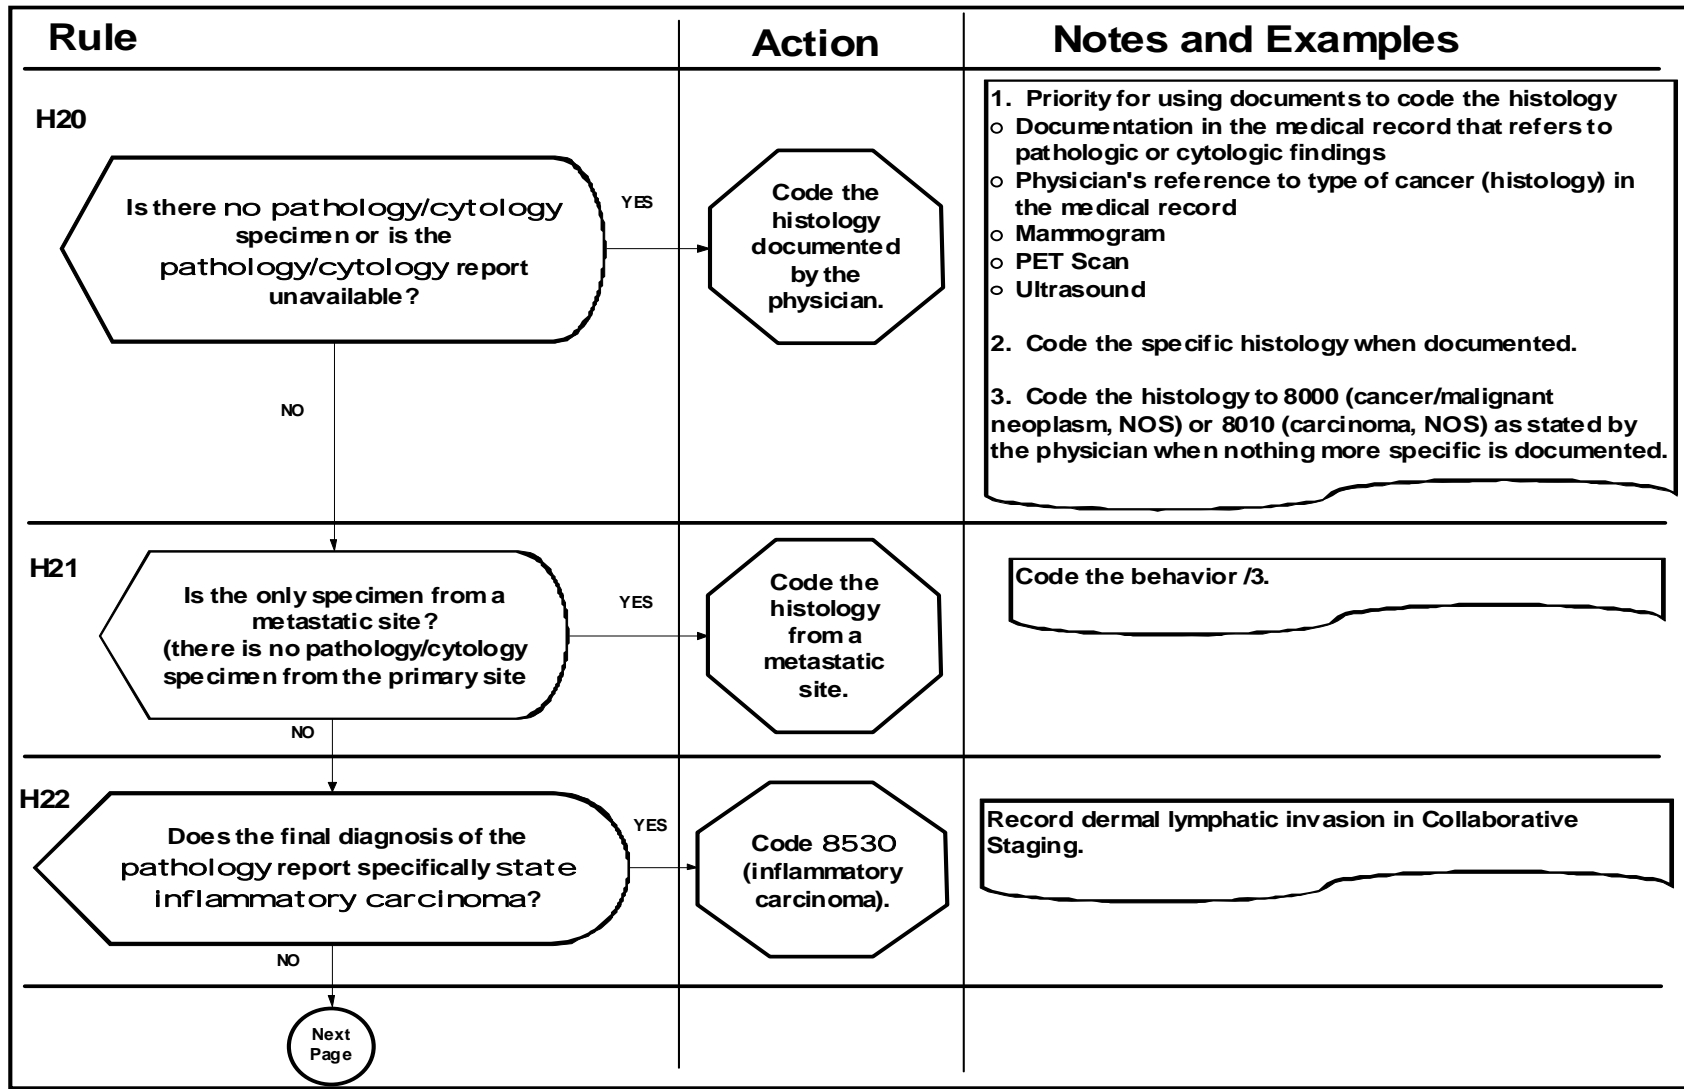 Rule
Action
Notes and Examples
H20
Is there no pathology/cytology
specimen or is the
pathology/cytology report
unavailable?
YES
NO
Code the
histology
documented
by the
physician.
1. Priority for using documents to code the histology
o Documentation in the medical record that refers to
pathologic or cytologic findings
o Physician's reference to type of cancer (histology) in
the medical record
o Mammogram
o PET Scan
o Ultrasound
2. Code the specific histology when documented.
3. Code the histology to 8000 (cancer/malignant
neoplasm, NOS) or 8010 (carcinoma, NOS) as stated by
the physician when nothing more specific is documented.
H21
Is the only specimen from a
metastatic site?
(there is no pathology/cytology
specimen from the primary site
YES
NO
Code the
histology
from a
metastatic
site.
Code the behavior /3.
H22
Does the final diagnosis of the
pathology report specifically state
inflammatory carcinoma?
YES
NO
Code 8530
(inflammatory
carcinoma).
Record dermal lymphatic invasion in Collaborative
Staging.
Next
Page